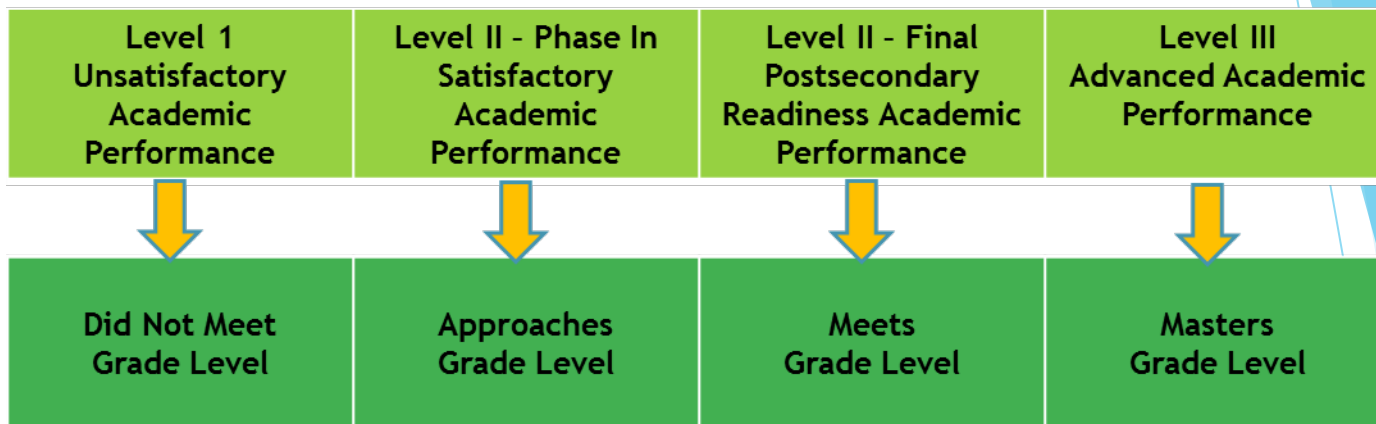 Level 1
Unsatisfactory
Academic
Performance
Level II – Phase In
Satisfactory
Academic
Performance
Level II – Final
Postsecondary
Readiness Academic
Performance
Level III
Advanced Academic
Performance
Did Not Meet
Grade Level
Approaches
Grade Level
Meets
Grade Level
Masters
Grade Level